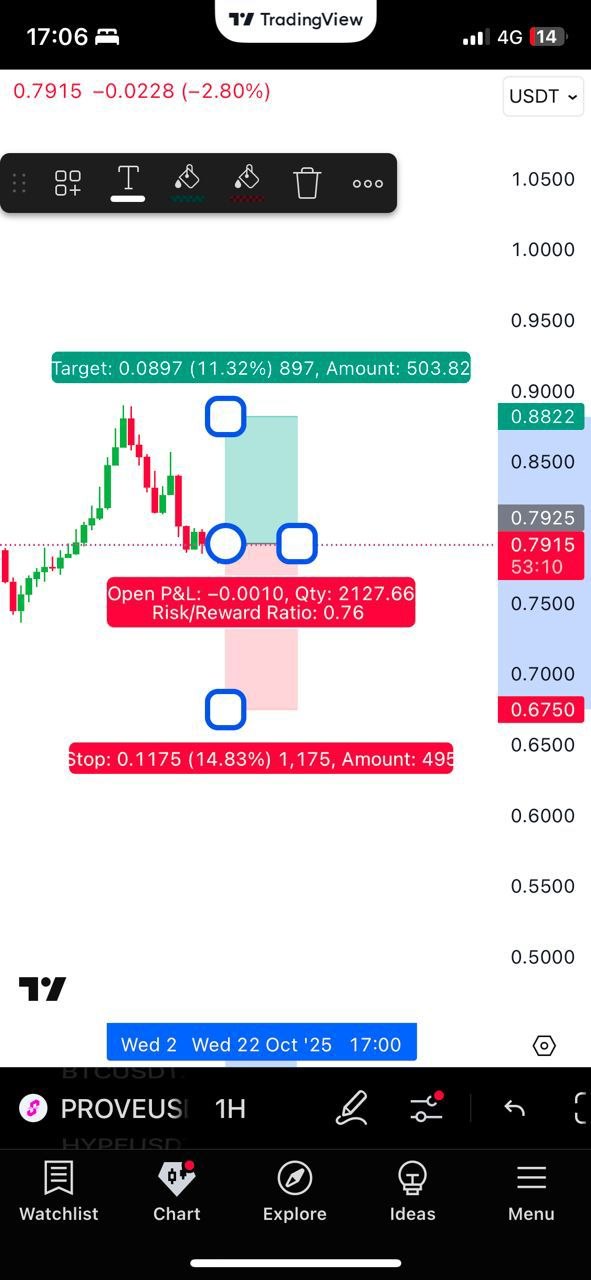 17:06
TradingView
4G 14
0.7915 −0.0228 (−2.80%)
USDT
T
1.0500
1.0000
0.9500
Target: 0.0897 (11.32%) 897, Amount: 503.82
0.9000
0.8822
0.8500
0.7925
0.7915
53:10
Open P&L: −0.0010, Qty: 2127.66
Risk/Reward Ratio: 0.76
0.7500
0.7000
0.6750
Stop: 0.1175 (14.83%) 1,175, Amount: 495
0.6500
0.6000
0.5500
0.5000
Wed 2 Wed 22 Oct '25 17:00
BTCUSDT.
PROVEUS 1H
HYPEUSD
Watchlist Chart Explore Ideas Menu